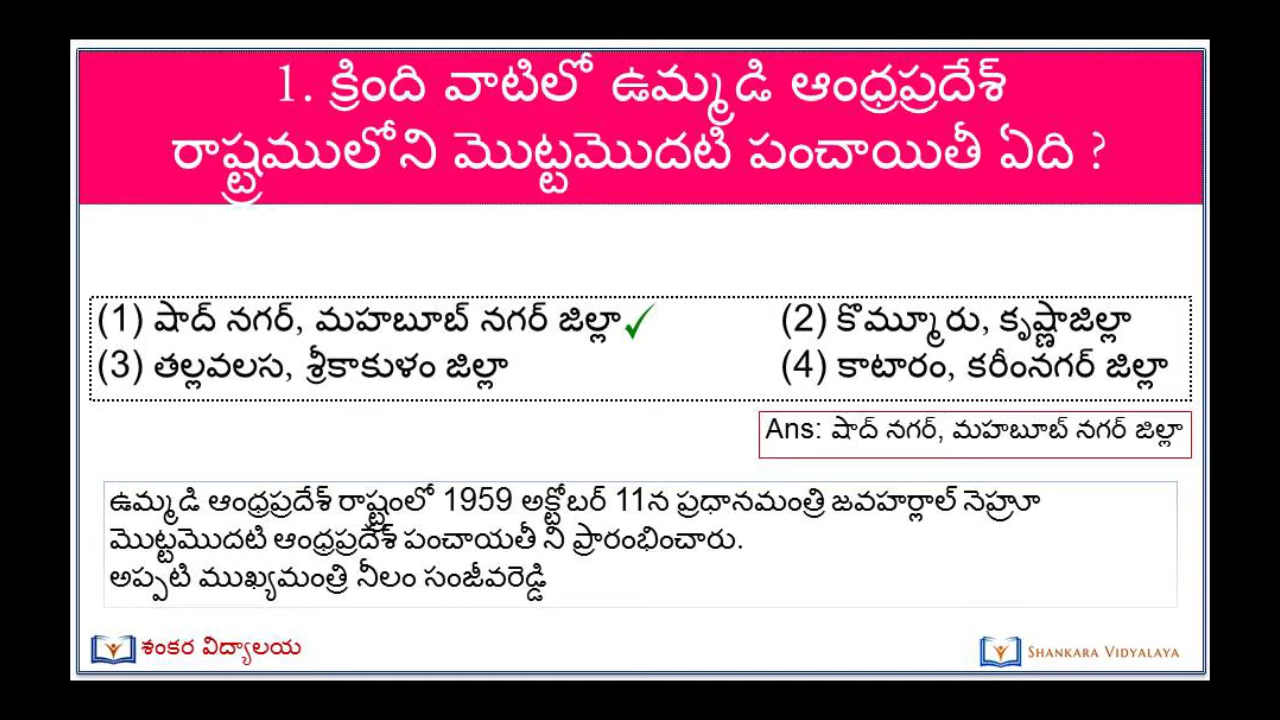 1. క్రింది వాటిలో ఉమ్మడి ఆంధ్రప్రదేశ్
రాష్ట్రములోని మొట్టమొదటి పంచాయితీ ఏది ?
(1) షాద్ నగర్, మహబూబ్ నగర్ జిల్లా✓ (2) కొమ్మూరు, కృష్ణాజిల్లా
(3) తల్లవలస, శ్రీకాకుళం జిల్లా (4) కాటారం, కరీంనగర్ జిల్లా
Ans: షాద్ నగర్, మహబూబ్ నగర్ జిల్లా
ఉమ్మడి ఆంధ్రప్రదేశ్ రాష్ట్రంలో 1959 అక్టోబర్ 11న ప్రధానమంత్రి జవహర్లాల్ నెహ్రూ
మొట్టమొదటి ఆంధ్రప్రదేశ్ పంచాయతీ ని ప్రారంభించారు.
అప్పటి ముఖ్యమంత్రి నీలం సంజీవరెడ్డి
శంకర విద్యాలయ
SHANKARA VIDYALAYA